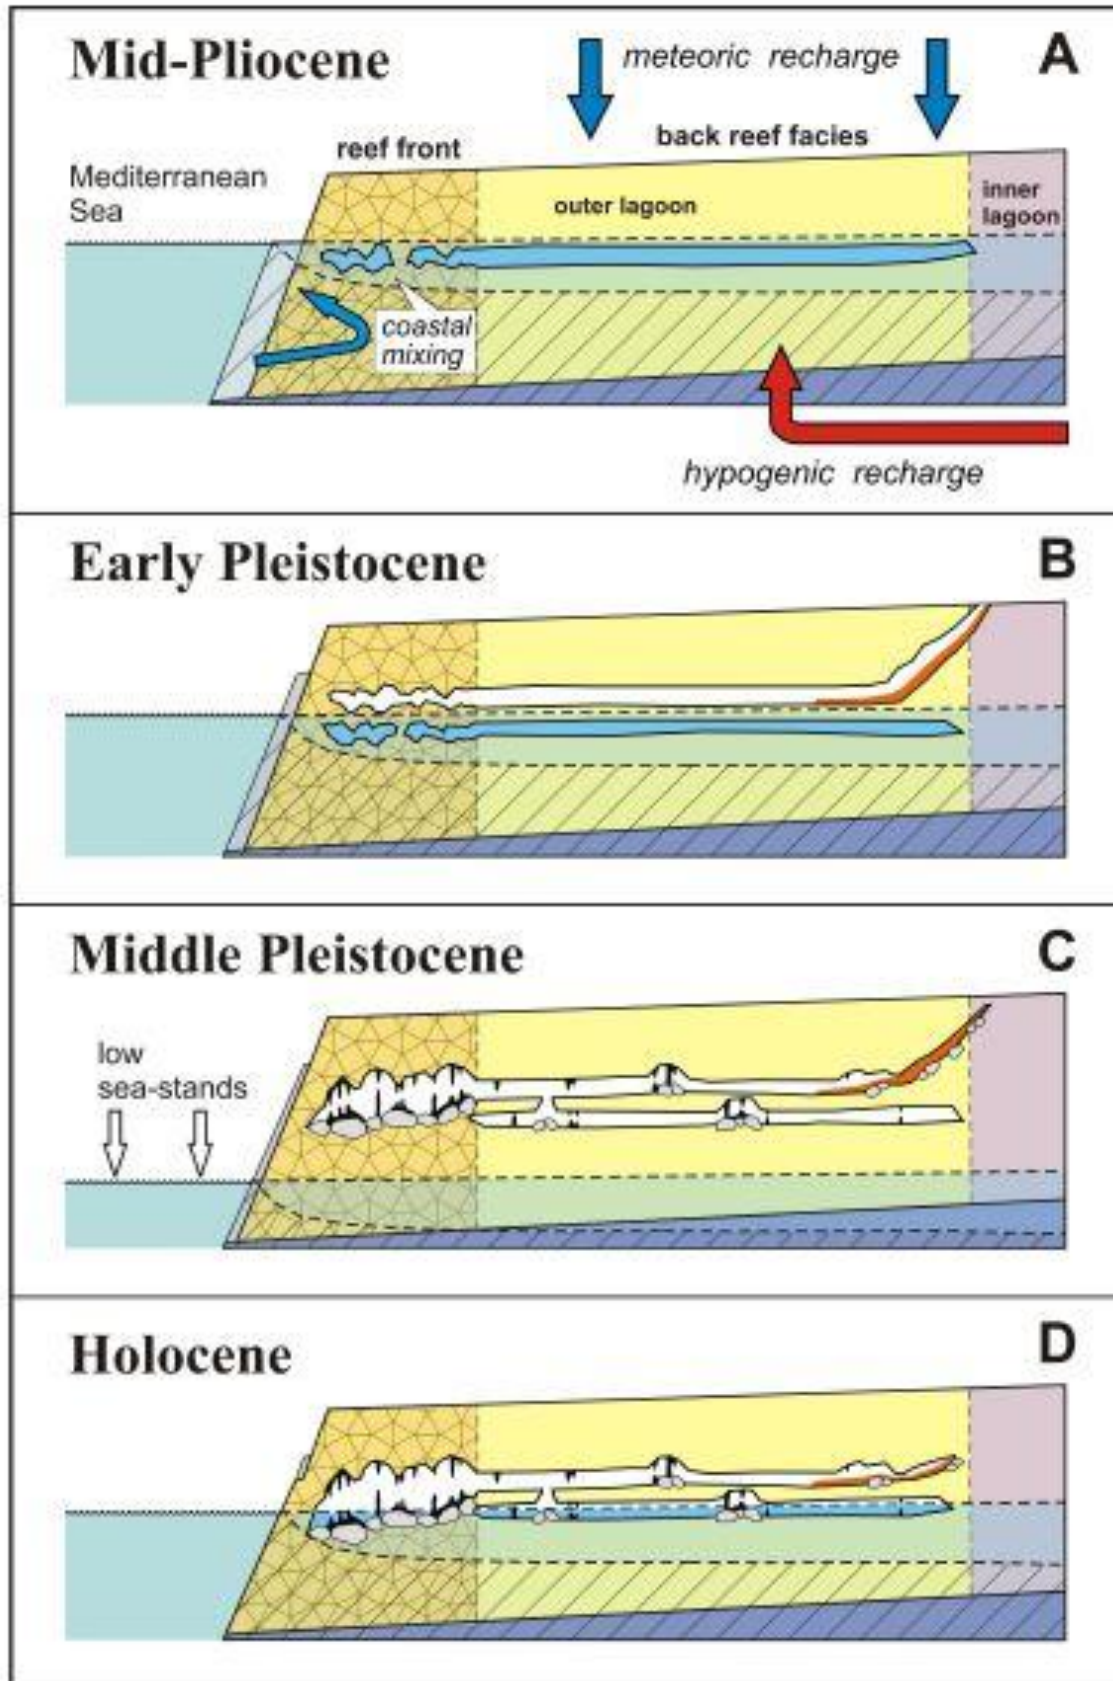 Mid-Pliocene
meteoric recharge
A
reef front
back reef facies
Mediterranean
Sea
outer lagoon
inner
lagoon
coastal
mixing
hypogenic recharge
Early Pleistocene
B
Middle Pleistocene
C
low
sea-stands
Holocene
D